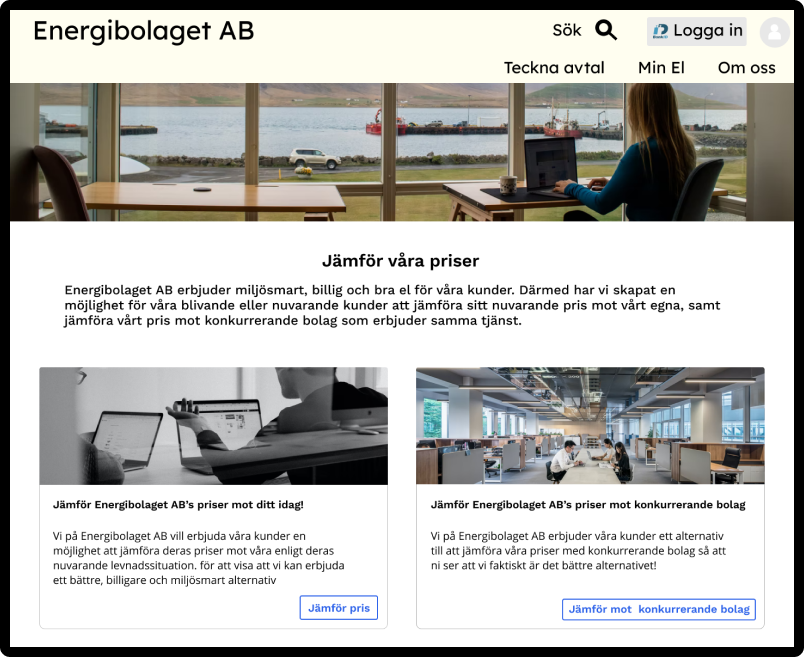 Energibolaget AB
Sök
Logga in
Teckna avtal
Min El
Om oss
Jämför våra priser
Energibolaget AB erbjuder miljösmart, billig och bra el för våra kunder. Därmed har vi skapat en
möjlighet för våra blivande eller nuvarande kunder att jämföra sitt nuvarande pris mot vårt egna, samt
jämföra vårt pris mot konkurrerande bolag som erbjuder samma tjänst.
Jämför Energibolaget AB's priser mot ditt idag!
Vi på Energibolaget AB vill erbjuda våra kunder en
möjlighet att jämföra deras priser mot våra enligt deras
nuvarande levnadssituation. för att visa att vi kan erbjuda
ett bättre, billigare och miljösmart alternativ
Jämför pris
Jämför Energibolaget AB's priser mot konkurrerande bolag
Vi på Energibolaget AB erbjuder våra kunder ett alternativ
till att jämföra våra priser med konkurrerande bolag så att
ni ser att vi faktiskt är det bättre alternativet!
Jämför mot  konkurrerande bolag